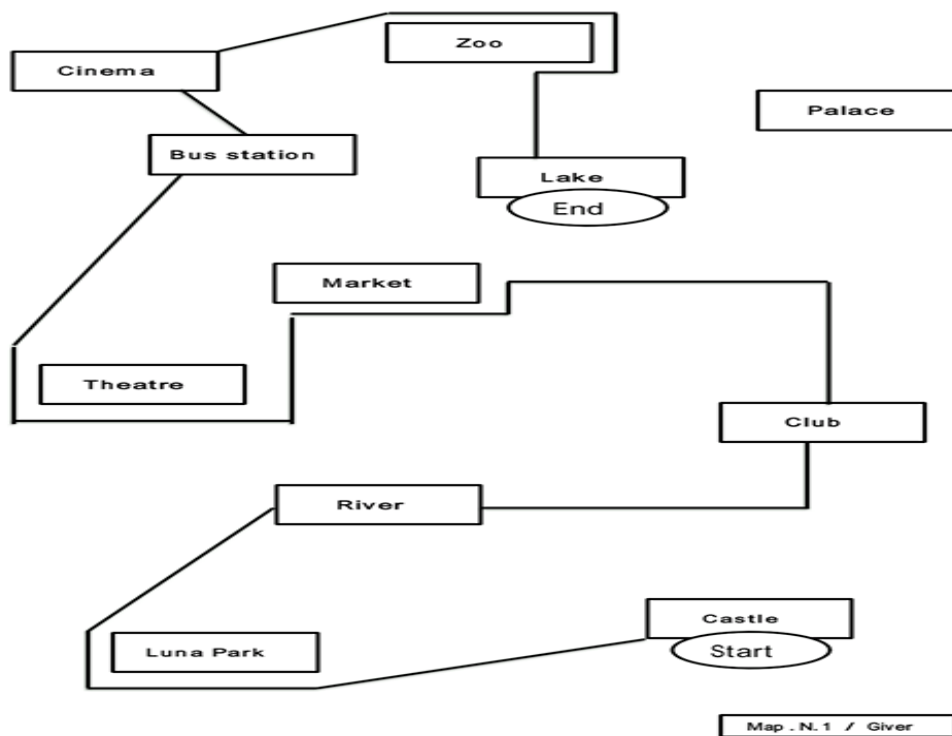 Zoo
Cinema
Palace
Bus station
Lake
End
Market
Theatre
Club
River
Castle
Luna Park
Start
Map . N. 1 / Giver